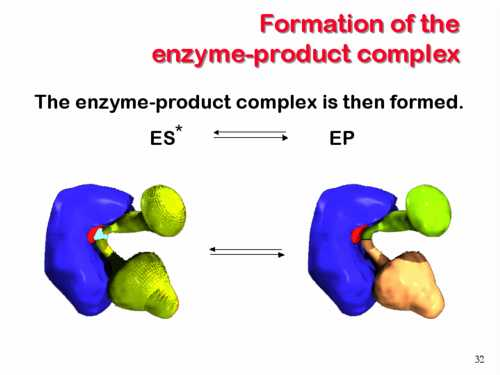 Formation of the
enzyme-product complex
The enzyme-product complex is then formed.
ES* EP
32